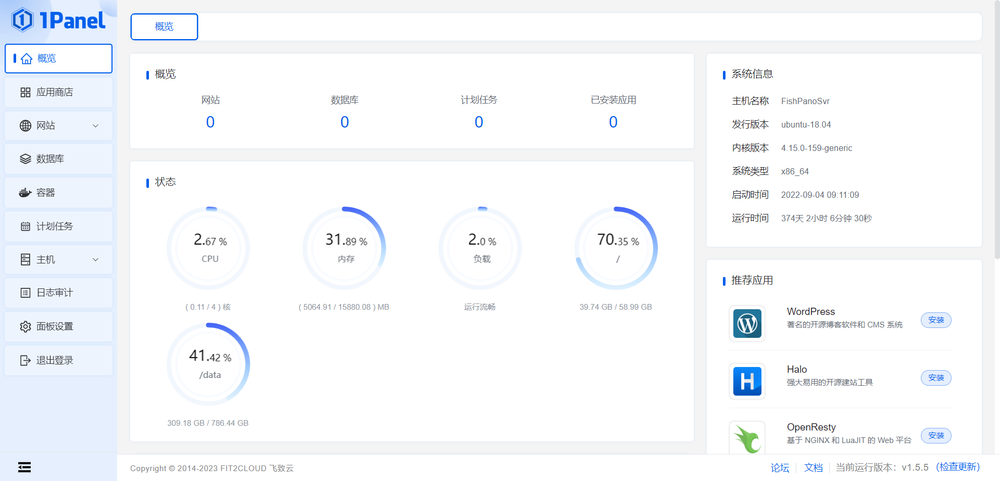 1Panel
概览
应用商店
网站
数据库
容器
计划任务
主机
日志审计
面板设置
退出登录
概览
概览
网站 数据库 计划任务 已安装应用
0 0 0 0
状态
2.67 % 31.89 % 2.0 % 70.35 %
CPU 内存 负载 /
( 0.11 / 4 ) 核 ( 5064.91 / 15880.08 ) MB 运行流畅 39.74 GB / 58.99 GB
41.42 %
/data
309.18 GB / 786.44 GB
系统信息
主机名称 FishPanoSvr
发行版本 ubuntu-18.04
内核版本 4.15.0-159-generic
系统类型 x86_64
启动时间 2022-09-04 09:11:09
运行时间 374天 2小时 6分钟 30秒
推荐应用
WordPress
著名的开源博客软件和 CMS 系统
安装
Halo
强大易用的开源建站工具
安装
OpenResty
基于 NGINX 和 LuaJIT 的 Web 平台
安装
Copyright © 2014-2023 FIT2CLOUD 飞致云
论坛 文档 当前运行版本：v1.5.5 (检查更新)